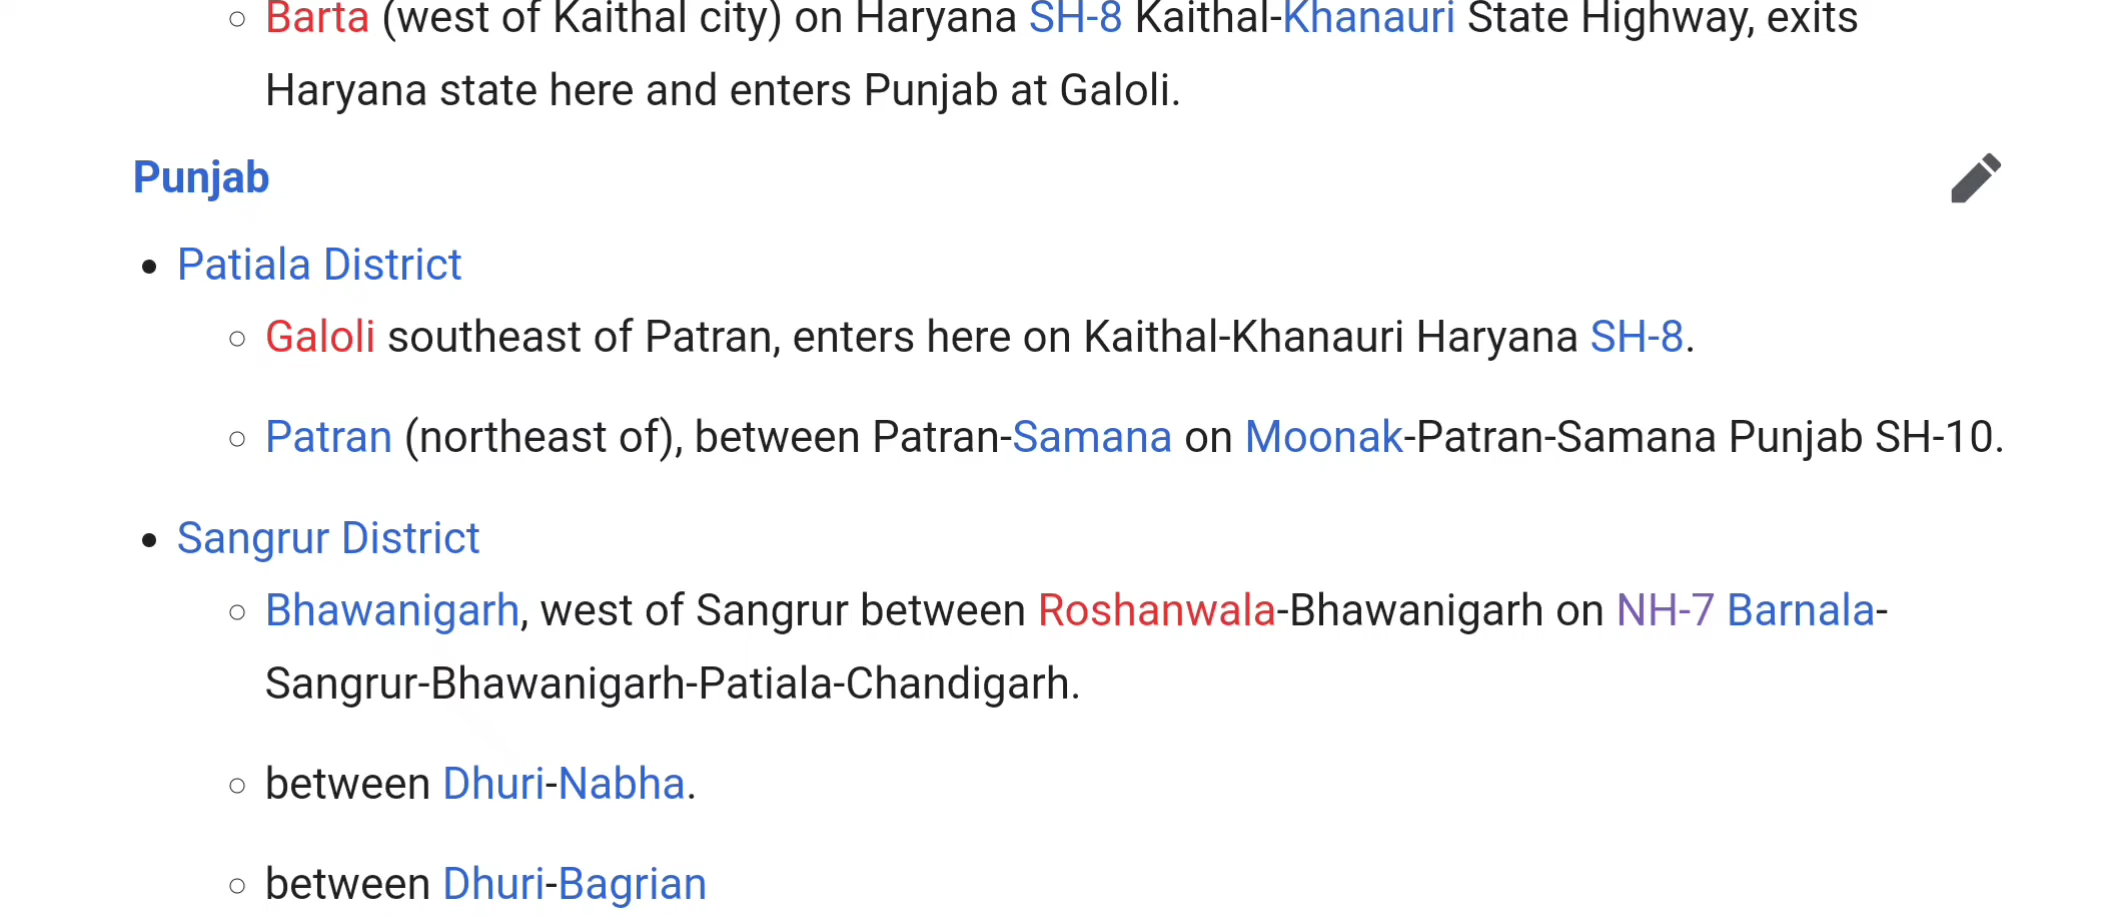 Barta (west of Kaithal city) on Haryana SH-8 Kaithal-Khanauri State Highway, exits
Haryana state here and enters Punjab at Galoli.
Punjab
Patiala District
Galoli southeast of Patran, enters here on Kaithal-Khanauri Haryana SH-8.
Patran (northeast of), between Patran-Samana on Moonak-Patran-Samana Punjab SH-10.
Sangrur District
Bhawanigarh, west of Sangrur between Roshanwala-Bhawanigarh on NH-7 Barnala-
Sangrur-Bhawanigarh-Patiala-Chandigarh.
between Dhuri-Nabha.
between Dhuri-Bagrian